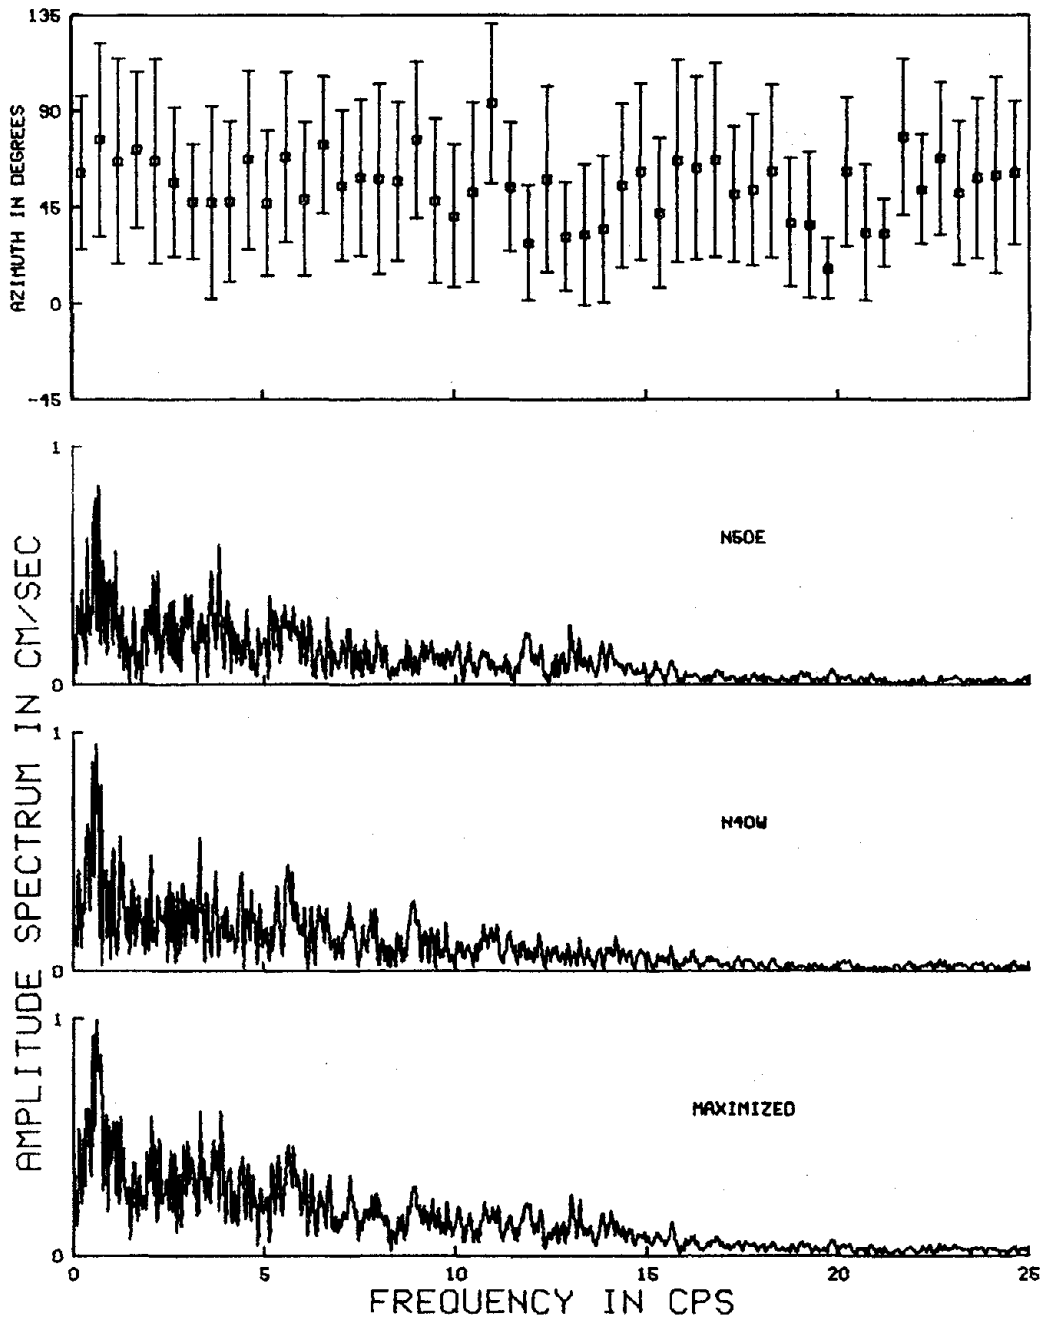 135
90
45
0
-45
AZIMUTH IN DEGREES
1
N50E
0
1
N40W
0
1
MAXIMIZED
0
AMPLITUDE SPECTRUM IN CM/SEC
0 5 10 15 20 25
FREQUENCY IN CPS